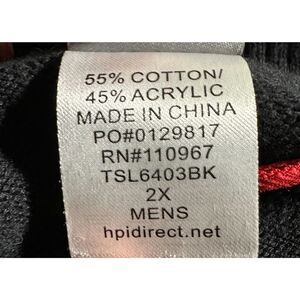 55% COTTON/
45% ACRYLIC
MADE IN CHINA
PO#0129817
RN#110967
TSL6403BK
2X
MENS
hpidirect.net